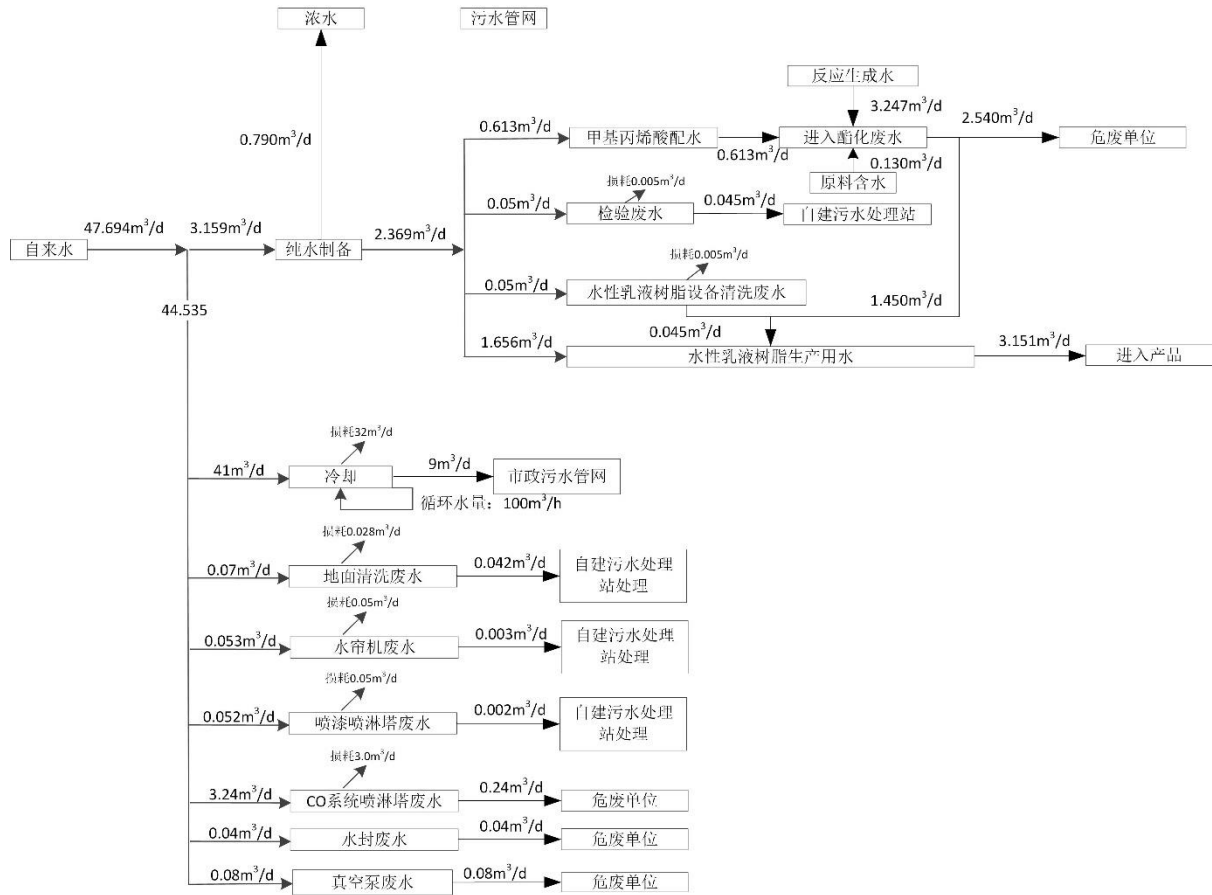 浓水
污水管网
反应生成水
0.790m³/d
3.247m³/d
0.613m³/d
甲基丙烯酸配水
0.613m³/d
进入酯化废水
2.540m³/d
危废单位
0.130m³/d
原料含水
损耗0.005m³/d
0.05m³/d
检验废水
0.045m³/d
自建污水处理站
自来水
47.694m³/d
3.159m³/d
纯水制备
2.369m³/d
损耗0.005m³/d
0.05m³/d
水性乳液树脂设备清洗废水
1.450m³/d
44.535
0.045m³/d
1.656m³/d
水性乳液树脂生产用水
3.151m³/d
进入产品
损耗32m³/d
41m³/d
冷却
9m³/d
市政污水管网
循环水量：100m³/h
损耗0.028m³/d
0.07m³/d
地面清洗废水
0.042m³/d
自建污水处理
站处理
损耗0.05m³/d
0.053m³/d
水帘机废水
0.003m³/d
自建污水处理
站处理
损耗0.05m³/d
0.052m³/d
喷漆喷淋塔废水
0.002m³/d
自建污水处理
站处理
损耗3.0m³/d
3.24m³/d
CO系统喷淋塔废水
0.24m³/d
危废单位
0.04m³/d
水封废水
0.04m³/d
危废单位
0.08m³/d
真空泵废水
0.08m³/d
危废单位